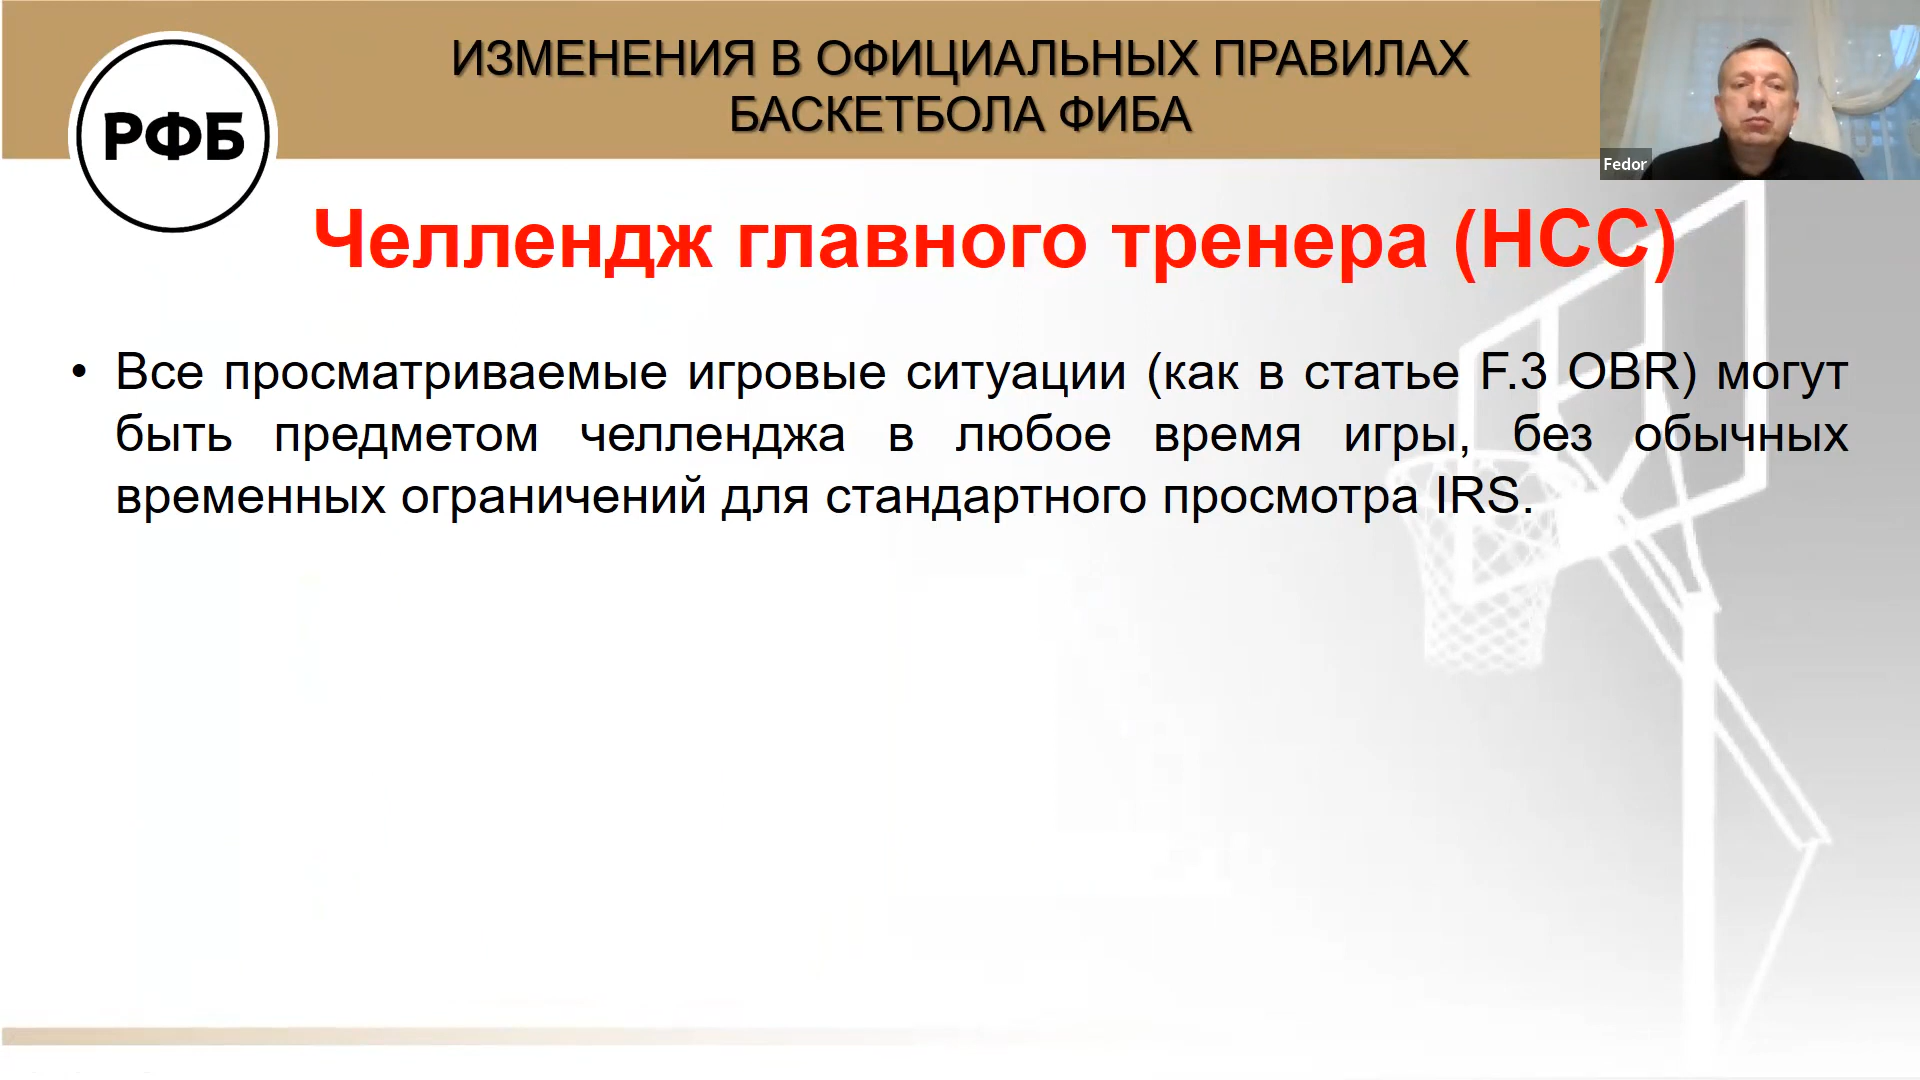 ИЗМЕНЕНИЯ В ОФИЦИАЛЬНЫХ ПРАВИЛАХ
БАСКЕТБОЛА ФИБА
РФБ
Fedor
Челлендж главного тренера (HCC)
• Все просматриваемые игровые ситуации (как в статье F.3 OBR) могут
быть предметом челленджа в любое время игры, без обычных
временных ограничений для стандартного просмотра IRS.